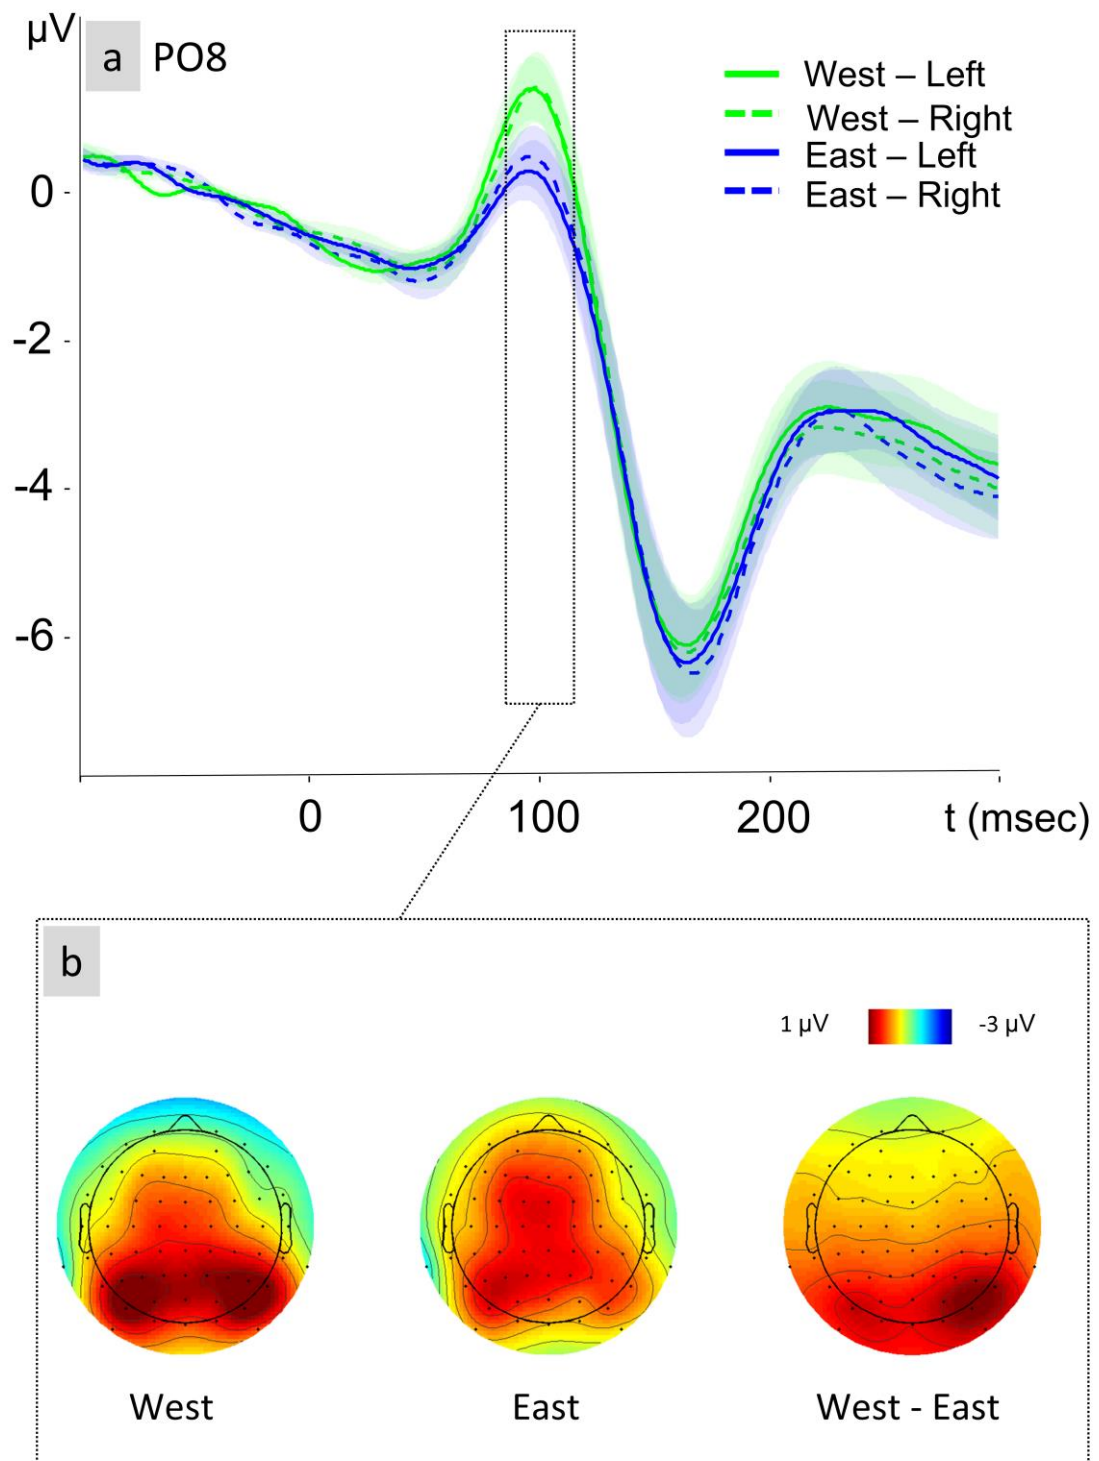 µV
a PO8
West – Left
West – Right
East – Left
East – Right
0
-2
-4
-6
0 100 200 t (msec)
b
1 µV -3 µV
West East West - East